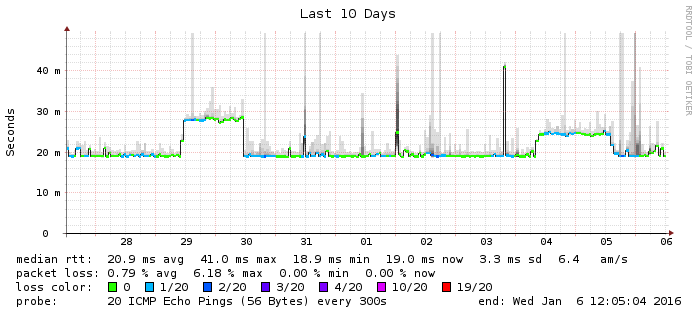 Last 10 Days
RRDTOOL / TOBI OETIKER
Seconds
40 m
30 m
20 m
10 m
0
28 29 30 31 01 02 03 04 05 06
median rtt: 20.9 ms avg 41.0 ms max 18.9 ms min 19.0 ms now 3.3 ms sd 6.4 am/s
packet loss: 0.79 % avg 6.18 % max 0.00 % min 0.00 % now
loss color: 0 1/20 2/20 3/20 4/20 10/20 19/20
probe: 20 ICMP Echo Pings (56 Bytes) every 300s end: Wed Jan 6 12:05:04 2016